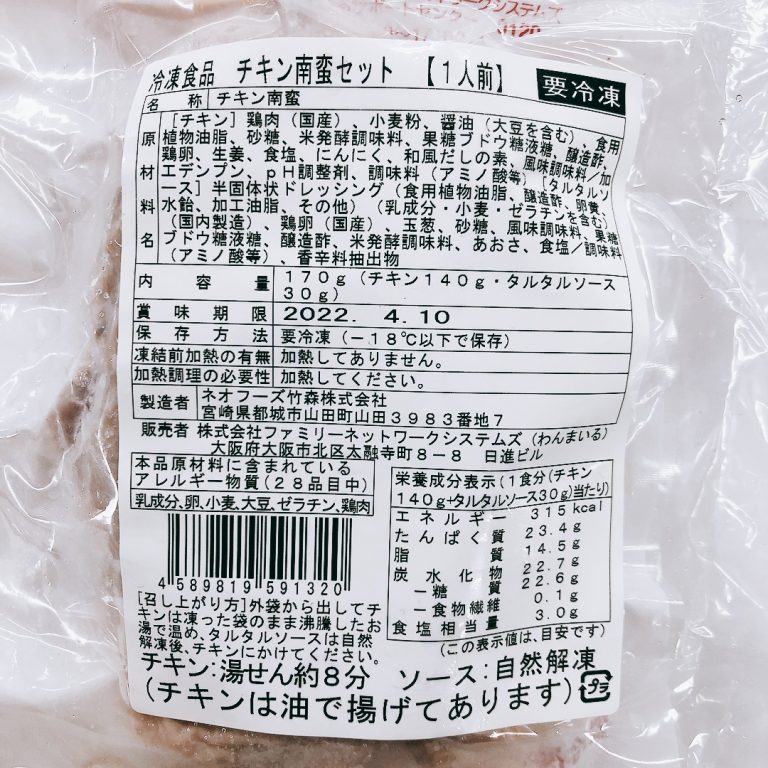 ークシステムズ
ポートセンター
0120
冷凍食品 チキン南蛮セット 【1人前】 要冷凍
名称 チキン南蛮
原材料名
[チキン] 鶏肉(国産)、小麦粉、醤油(大豆を含む)、食用
植物油脂、砂糖、米発酵調味料、果糖ブドウ糖液糖、醸造酢、
鶏卵、生姜、食塩、にんにく、和風だしの素、風味調味料/加
エデンプン、pH調整剤、調味料(アミノ酸等) [タルタルソ
ース] 半固体状ドレッシング(食用植物油脂、醸造酢、卵黄、
水飴、加工油脂、その他)(乳成分・小麦・ゼラチンを含む)
(国内製造)、鶏卵(国産)、玉葱、砂糖、風味調味料、果糖
ブドウ糖液糖、醸造酢、米発酵調味料、あおさ、食塩/調味料
(アミノ酸等)、香辛料抽出物
内容量 170g(チキン140g・タルタルソース
30g)
賞味期限 2022. 4.10
保存方法 要冷凍(-18℃以下で保存)
凍結前加熱の有無 加熱してありません。
加熱調理の必要性 加熱してください。
製造者 ネオフーズ竹森株式会社
宮崎県都城市山田町山田3983番地7
販売者 株式会社ファミリーネットワークシステムズ(わんまいる)
大阪府大阪市北区太融寺町8-8 日進ビル
本品原材料に含まれている
アレルギー物質(28品目中)
乳成分、卵、小麦、大豆、ゼラチン、鶏肉
4 589819 591320
[召し上がり方]外袋から出してチ
キンは凍った袋のまま沸騰したお
湯で温め、タルタルソースは自然
解凍後、チキンにかけてください。
栄養成分表示(1食分(チキン
140g+タルタルソース30g)当たり)
エネルギー 315kcal
たんぱく質 23.4g
脂質 14.5g
炭水化物 22.7g
-糖質 22.6g
-食物繊維 0.1g
食塩相当量 3.0g
(この表示値は、目安です)
チキン:湯せん約8分 ソース:自然解凍
(チキンは油で揚げてあります)
プラ